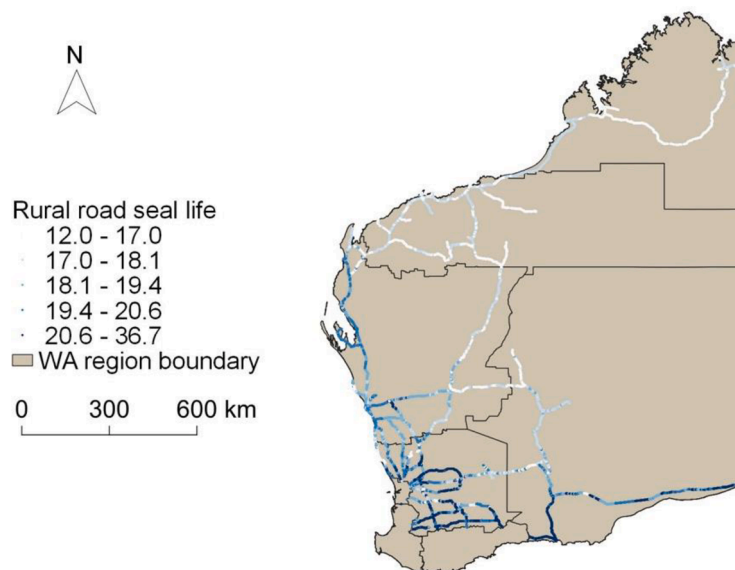 N
Rural road seal life
12.0 - 17.0
17.0 - 18.1
18.1 - 19.4
19.4 - 20.6
20.6 - 36.7
WA region boundary
0 300 600 km